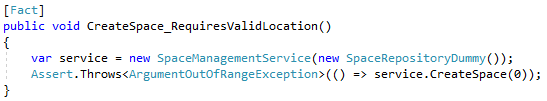 [Fact]
public void CreateSpace_RequiresValidLocation()
{
var service = new SpaceManagementService(new SpaceRepositoryDummy());
Assert.Throws<ArgumentOutOfRangeException>(() => service.CreateSpace(0));
}